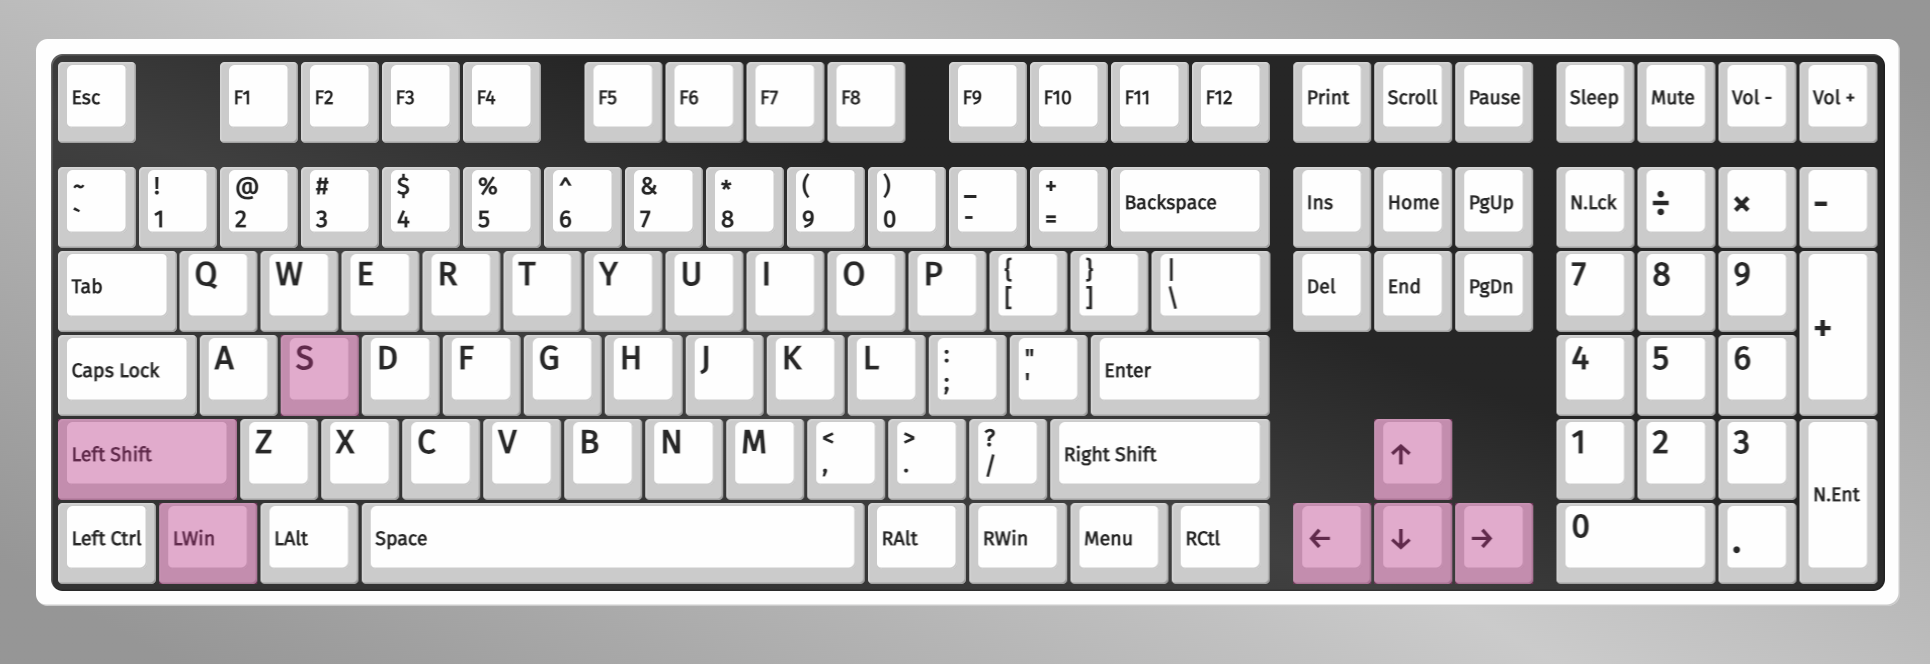 Esc F1 F2 F3 F4 F5 F6 F7 F8 F9 F10 F11 F12 Print Scroll Pause Sleep Mute Vol - Vol +
~ ! @ # $ % ^ & * ( ) _ +
` 1 2 3 4 5 6 7 8 9 0 - = Backspace Ins Home PgUp N.Lck ÷ × -
Tab Q W E R T Y U I O P { } | Del End PgDn 7 8 9
[ ] \ +
Caps Lock A S D F G H J K L : " Enter 4 5 6
; '
Left Shift Z X C V B N M < > ? Right Shift ↑ 1 2 3
, . / N.Ent
Left Ctrl LWin LAlt Space RAlt RWin Menu RCtl ← ↓ → 0 .